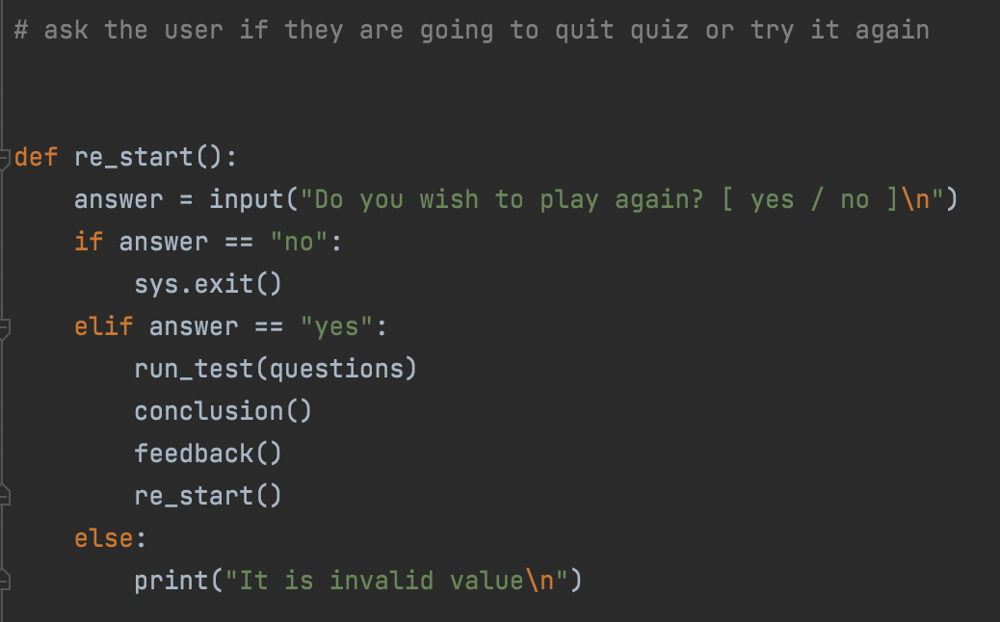 # ask the user if they are going to quit quiz or try it again
def re_start():
    answer = input("Do you wish to play again? [ yes / no ]\n")
    if answer == "no":
        sys.exit()
    elif answer == "yes":
        run_test(questions)
        conclusion()
        feedback()
        re_start()
    else:
        print("It is invalid value\n")